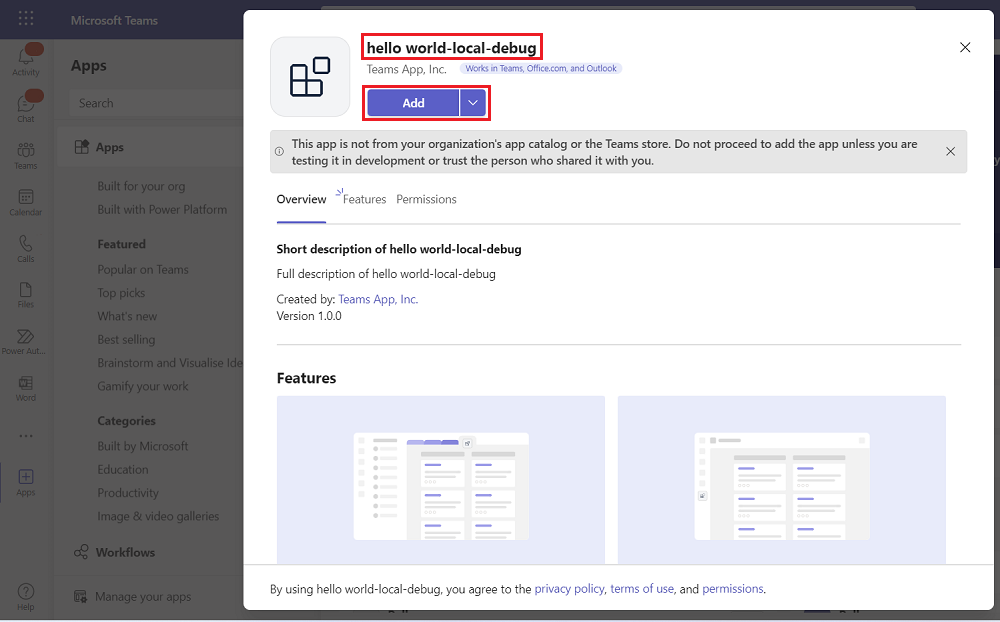 Microsoft Teams
Activity
Chat
Teams
Calendar
Calls
Files
Power Aut...
Word
...
Apps
Help
Apps
Search
Apps
Built for your org
Built with Power Platform
Featured
Popular on Teams
Top picks
What's new
Best selling
Brainstorm and Visualise Ide
Gamify your work
Categories
Built by Microsoft
Education
Productivity
Image & video galleries
Workflows
Manage your apps
hello world-local-debug
Teams App, Inc. Works in Teams, Office.com, and Outlook
Add
This app is not from your organization's app catalog or the Teams store. Do not proceed to add the app unless you are
testing it in development or trust the person who shared it with you.
Overview Features Permissions
Short description of hello world-local-debug
Full description of hello world-local-debug
Created by: Teams App, Inc.
Version 1.0.0
Features
By using hello world-local-debug, you agree to the privacy policy, terms of use, and permissions.